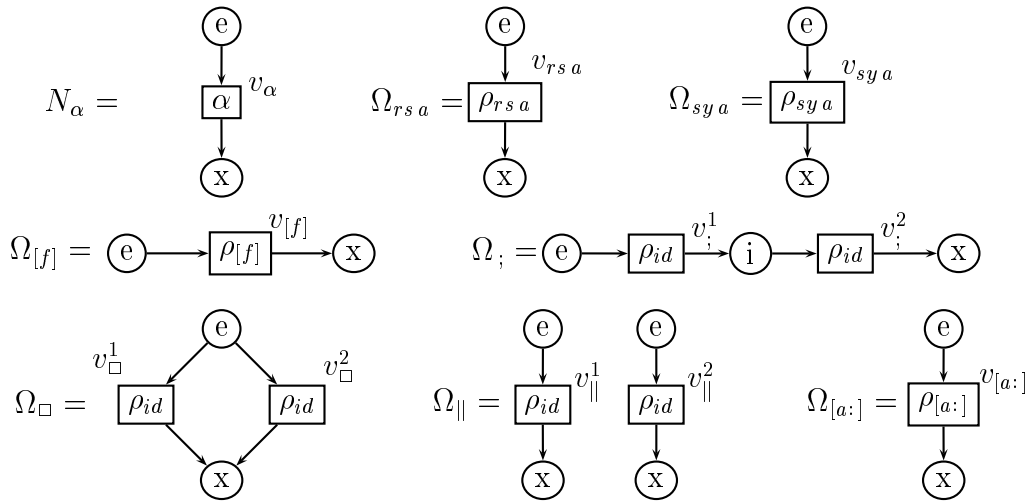 e e e
N_α = α v_α Ω_{rs a} = ρ_{rs a} v_{rs a} Ω_{sy a} = ρ_{sy a} v_{sy a}
x x x
Ω_{[f]} = e ρ_{[f]} v_{[f]} x Ω_; = e ρ_{id} v_;^1 i ρ_{id} v_;^2 x
e e e e
Ω_□ = v_□^1 ρ_{id} ρ_{id} v_□^2 Ω_∥ = ρ_{id} v_∥^1 ρ_{id} v_∥^2 Ω_{[a:]} = ρ_{[a:]} v_{[a:]}
x x x x